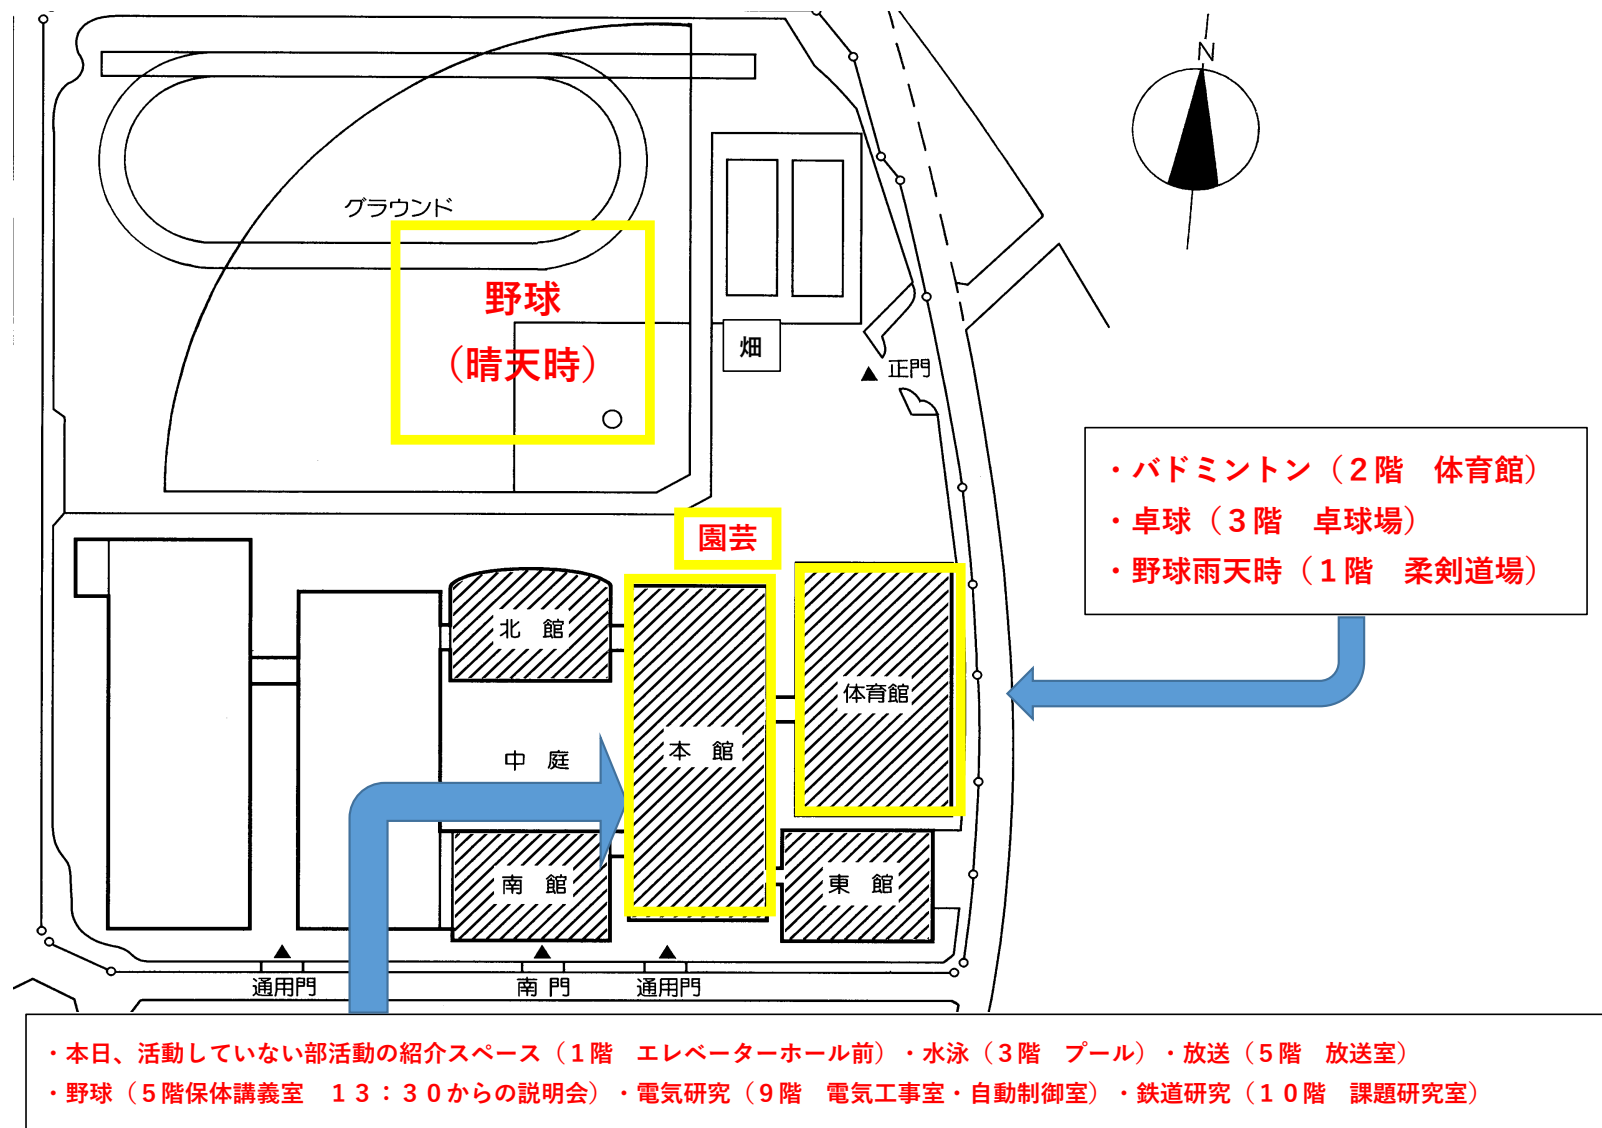 N
グラウンド
野球
（晴天時）
畑
正門
・バドミントン（２階　体育館）
・卓球（３階　卓球場）
・野球雨天時（１階　柔剣道場）
園芸
北　館
体育館
本　館
中　庭
南　館
東　館
通用門
南 門
通用門
・本日、活動していない部活動の紹介スペース（１階　エレベーターホール前）・水泳（３階　プール）・放送（５階　放送室）
・野球（５階保体講義室　１３：３０からの説明会）・電気研究（９階　電気工事室・自動制御室）・鉄道研究（１０階　課題研究室）